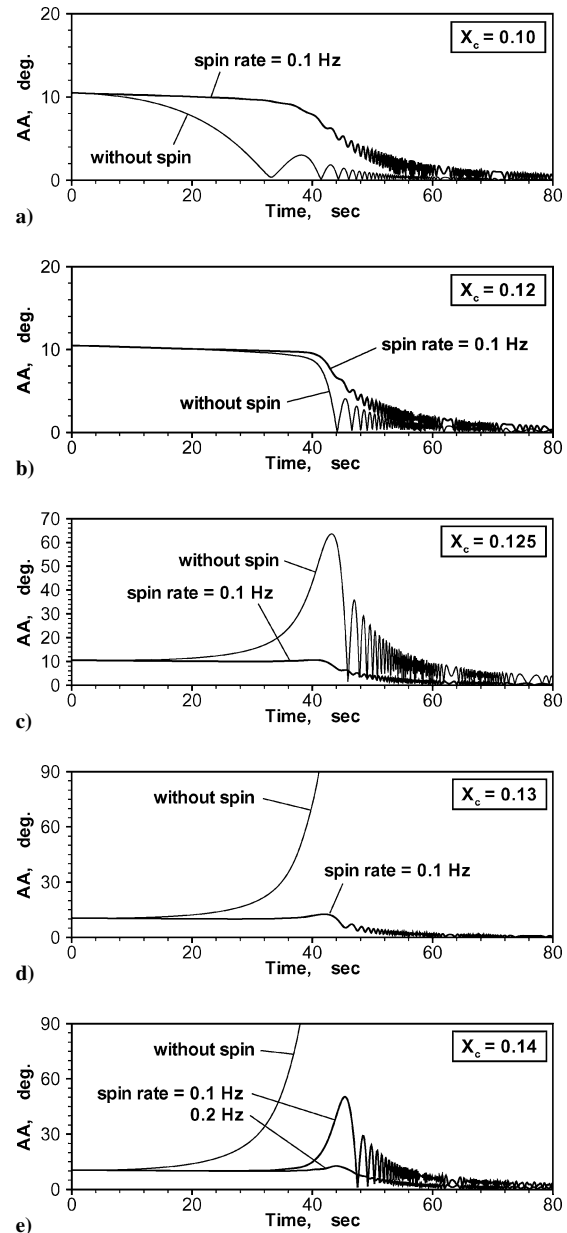 20
X_c = 0.10
spin rate = 0.1 Hz
AA, deg.
10
without spin
0
0 20 40 60 80
Time, sec
a)
20
X_c = 0.12
AA, deg.
spin rate = 0.1 Hz
10
without spin
0
0 20 40 60 80
Time, sec
b)
70
X_c = 0.125
60
without spin
50
AA, deg.
40
spin rate = 0.1 Hz
30
20
10
0
0 20 40 60 80
Time, sec
c)
90
X_c = 0.13
without spin
AA, deg.
60
spin rate = 0.1 Hz
30
0
0 20 40 60 80
Time, sec
d)
90
X_c = 0.14
without spin
AA, deg.
60
spin rate = 0.1 Hz
0.2 Hz
30
0
0 20 40 60 80
Time, sec
e)